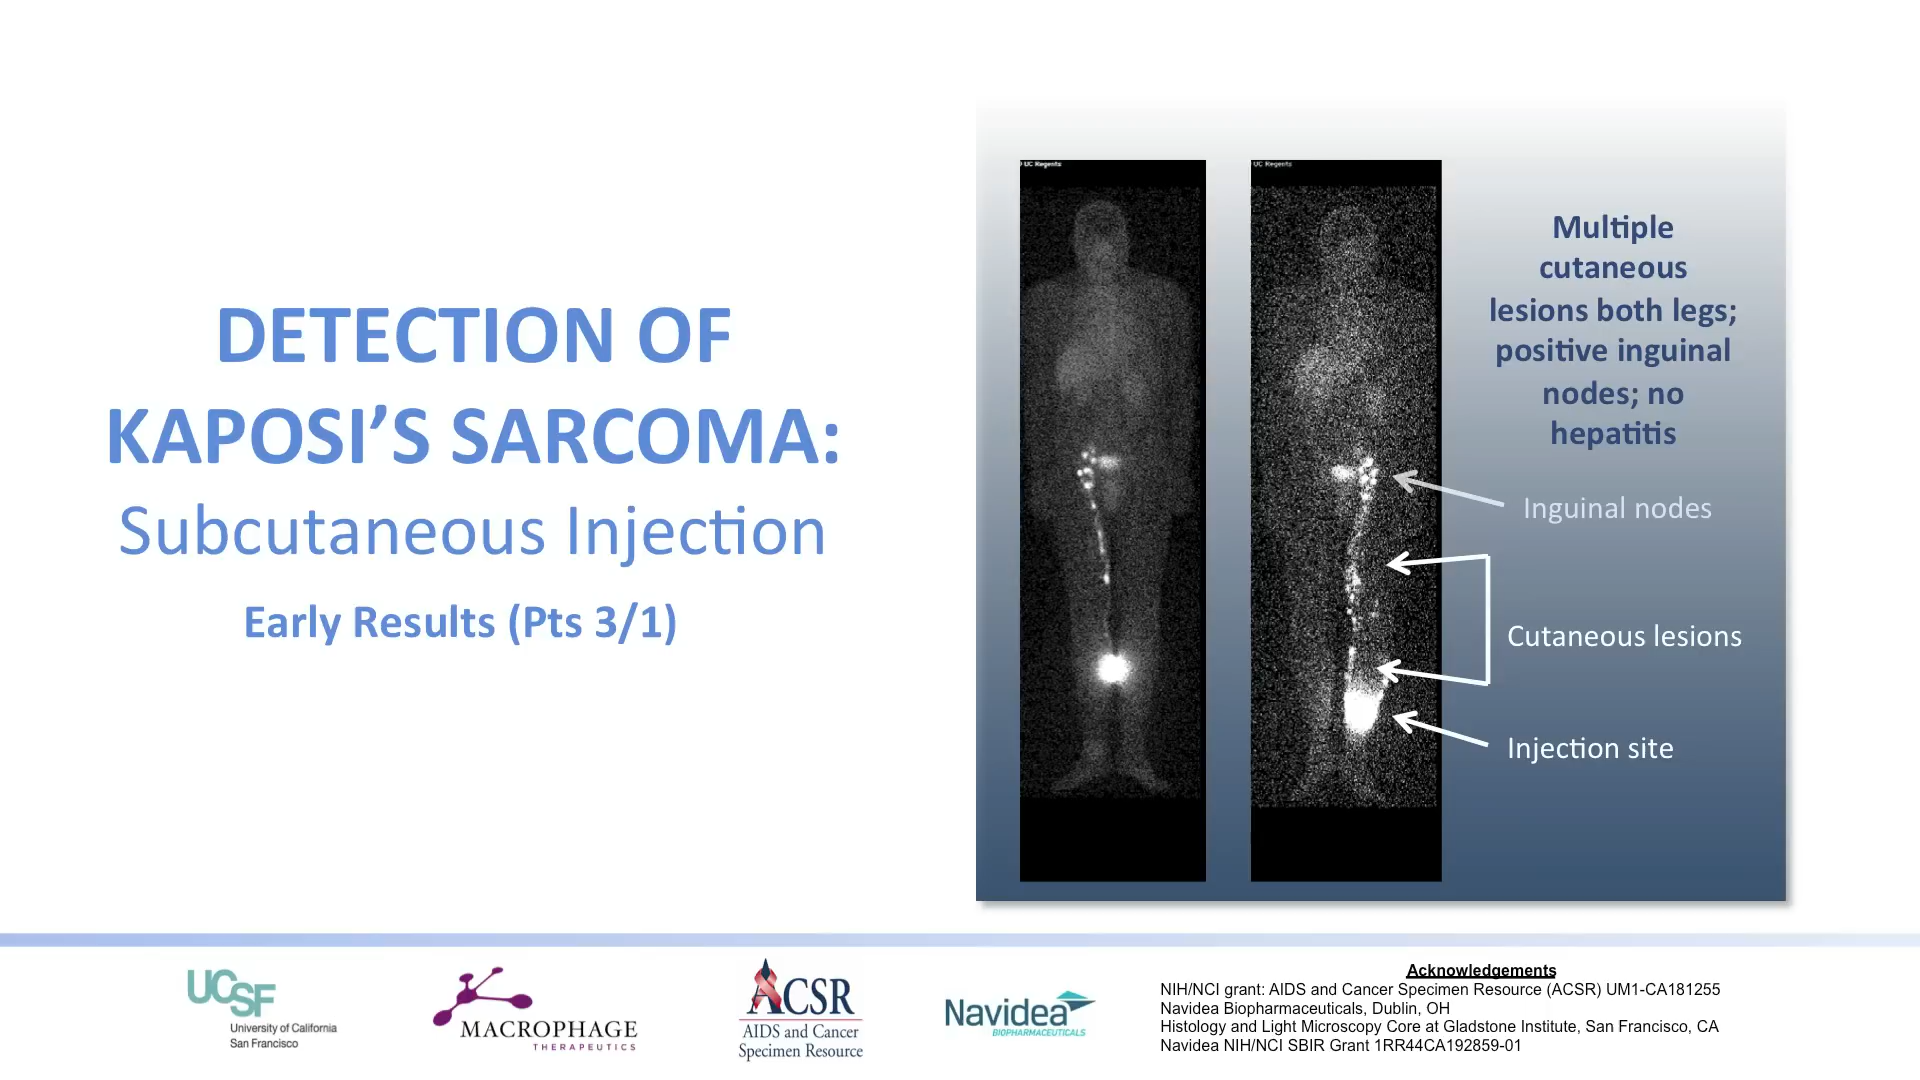 DETECTION OF
KAPOSI’S SARCOMA:
Subcutaneous Injection
Early Results (Pts 3/1)
UC Regents
UC Regents
Multiple
cutaneous
lesions both legs;
positive inguinal
nodes; no
hepatitis
Inguinal nodes
Cutaneous lesions
Injection site
UCSF
University of California
San Francisco
MACROPHAGE
THERAPEUTICS
ACSR
AIDS and Cancer
Specimen Resource
Navidea
BIOPHARMACEUTICALS
Acknowledgements
NIH/NCI grant: AIDS and Cancer Specimen Resource (ACSR) UM1-CA181255
Navidea Biopharmaceuticals, Dublin, OH
Histology and Light Microscopy Core at Gladstone Institute, San Francisco, CA
Navidea NIH/NCI SBIR Grant 1RR44CA192859-01